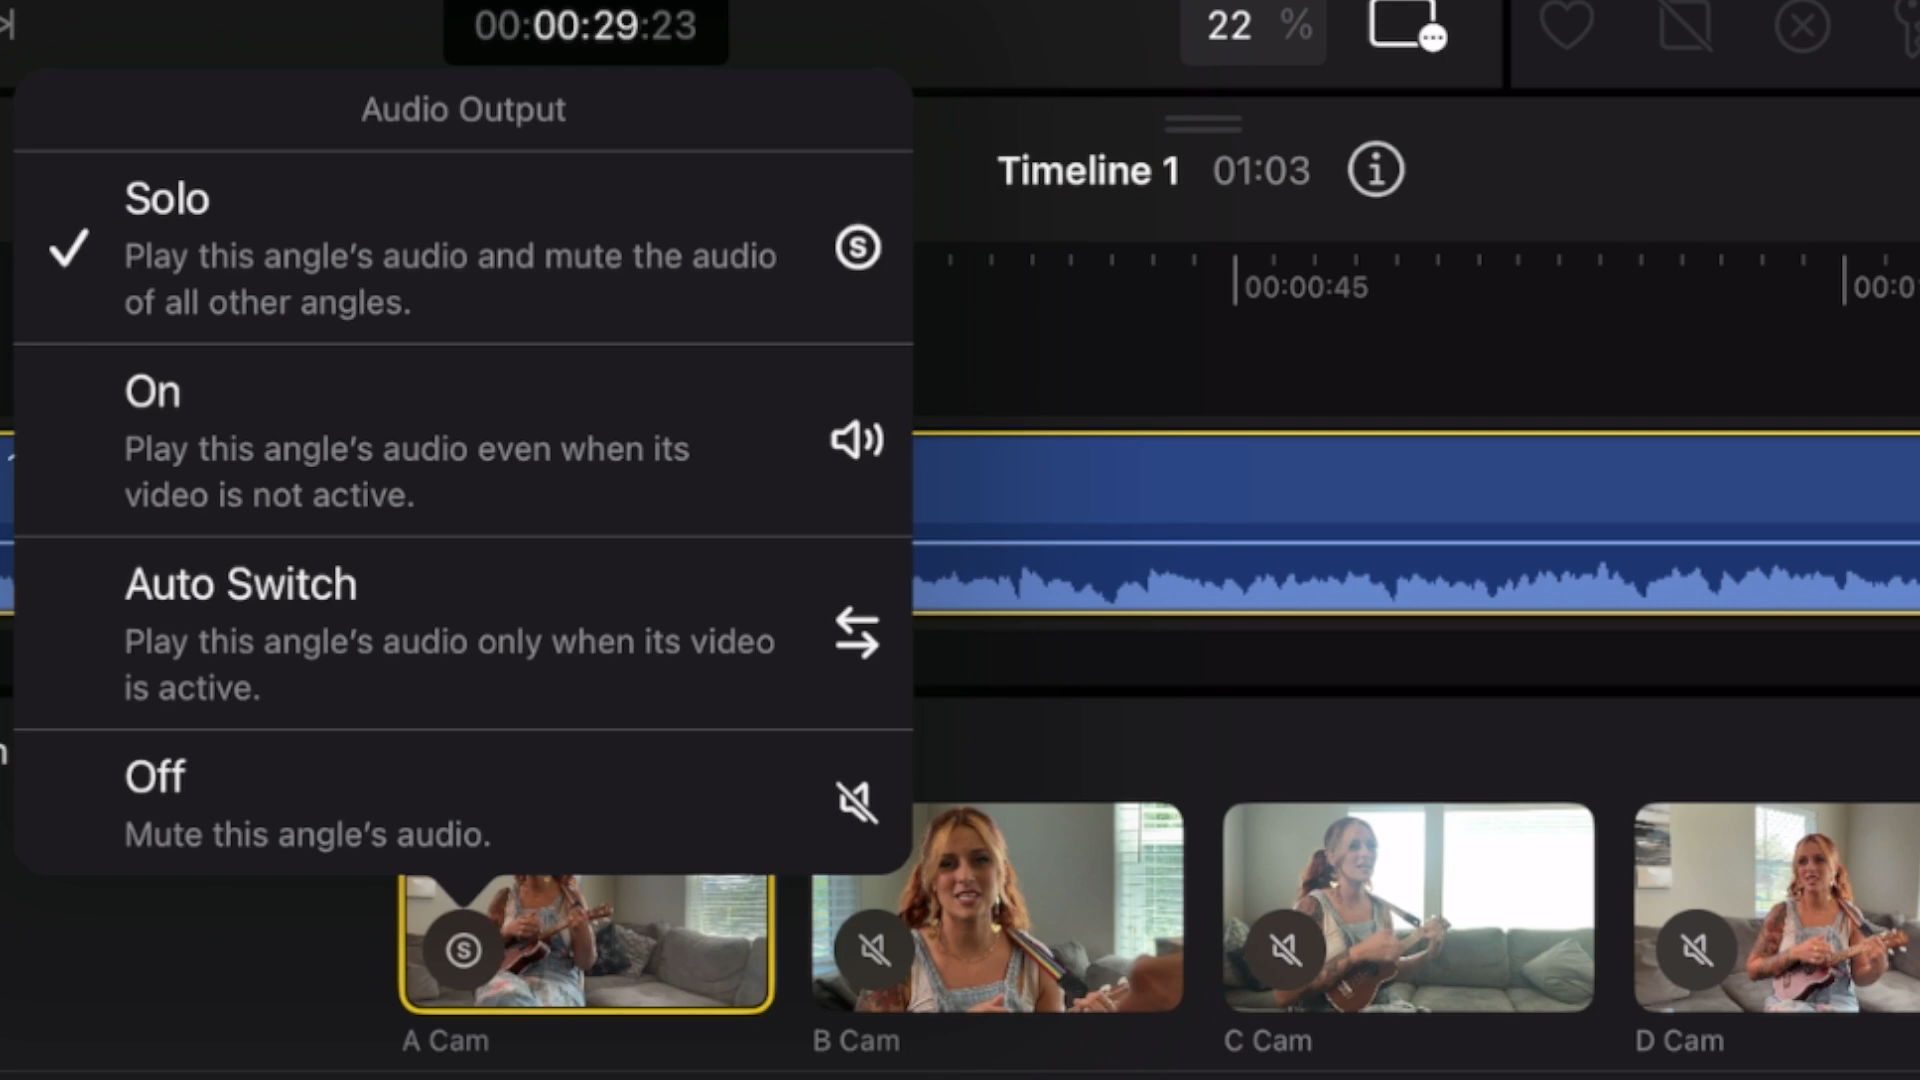 00:00:29:23
22 %
Audio Output
Solo
Play this angle's audio and mute the audio
of all other angles.
S
On
Play this angle's audio even when its
video is not active.
Auto Switch
Play this angle's audio only when its video
is active.
Off
Mute this angle's audio.
Timeline 1 01:03
00:00:45
S
A Cam
B Cam
C Cam
D Cam